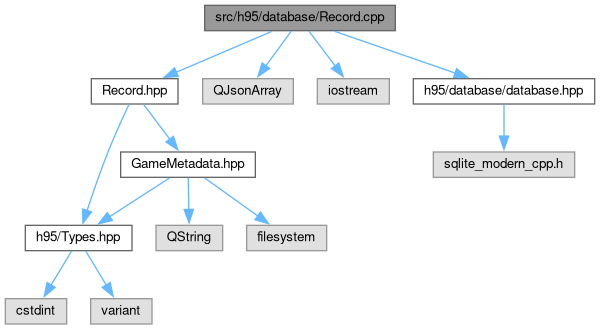 src/h95/database/Record.cpp
Record.hpp
QJsonArray
iostream
h95/database/database.hpp
GameMetadata.hpp
sqlite_modern_cpp.h
h95/Types.hpp
QString
filesystem
cstdint
variant